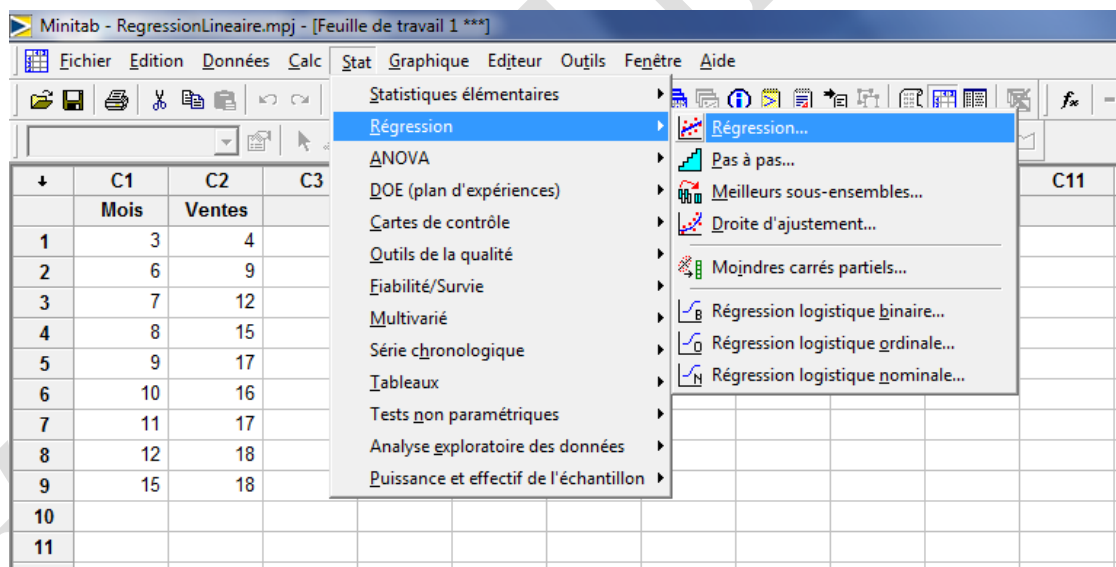 Minitab - RegressionLineaire.mpj - [Feuille de travail 1 ***]
Fichier Edition Données Calc Stat Graphique Editeur Outils Fenêtre Aide
Statistiques élémentaires
Régression
ANOVA
DOE (plan d'expériences)
Cartes de contrôle
Outils de la qualité
Fiabilité/Survie
Multivarié
Série chronologique
Tableaux
Tests non paramétriques
Analyse exploratoire des données
Puissance et effectif de l'échantillon
Régression...
Pas à pas...
Meilleurs sous-ensembles...
Droite d'ajustement...
Moindres carrés partiels...
Régression logistique binaire...
Régression logistique ordinale...
Régression logistique nominale...
C1 C2 C3 C11
Mois Ventes
1 3 4
2 6 9
3 7 12
4 8 15
5 9 17
6 10 16
7 11 17
8 12 18
9 15 18
10
11